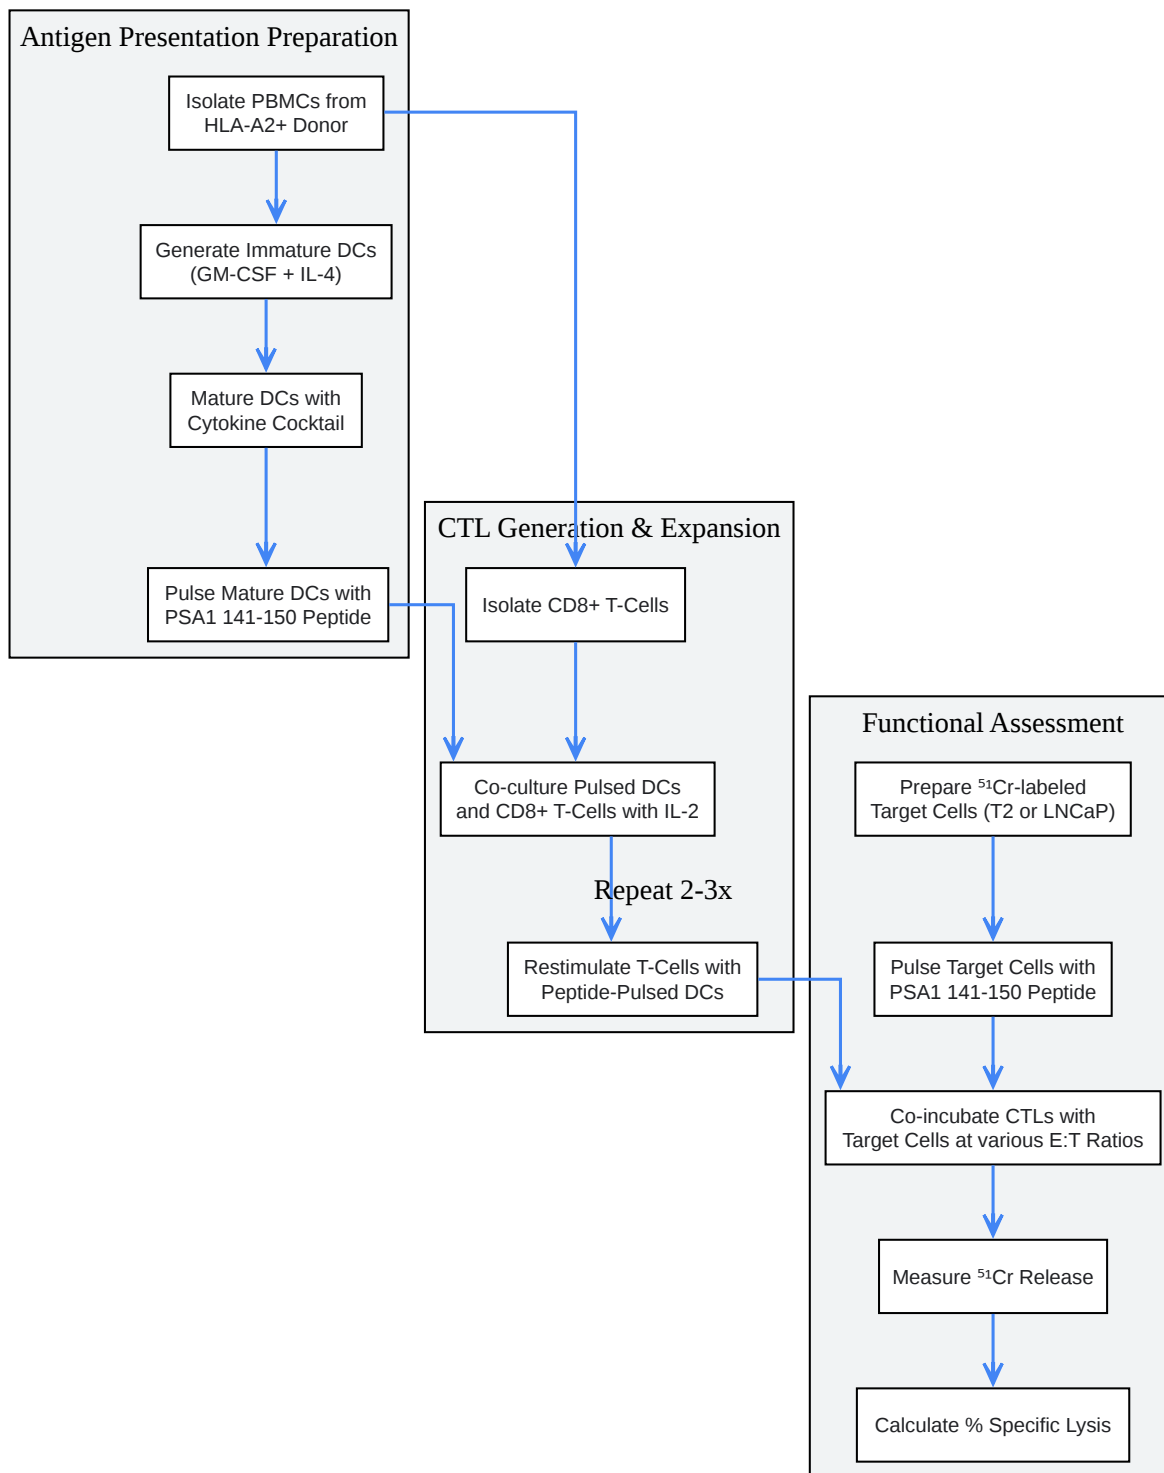 Antigen Presentation Preparation
Isolate PBMCs from
HLA-A2+ Donor
Generate Immature DCs
(GM-CSF + IL-4)
Mature DCs with
Cytokine Cocktail
Pulse Mature DCs with
PSA1 141-150 Peptide
CTL Generation & Expansion
Isolate CD8+ T-Cells
Co-culture Pulsed DCs
and CD8+ T-Cells with IL-2
Repeat 2-3x
Restimulate T-Cells with
Peptide-Pulsed DCs
Functional Assessment
Prepare ⁵¹Cr-labeled
Target Cells (T2 or LNCaP)
Pulse Target Cells with
PSA1 141-150 Peptide
Co-incubate CTLs with
Target Cells at various E:T Ratios
Measure ⁵¹Cr Release
Calculate % Specific Lysis